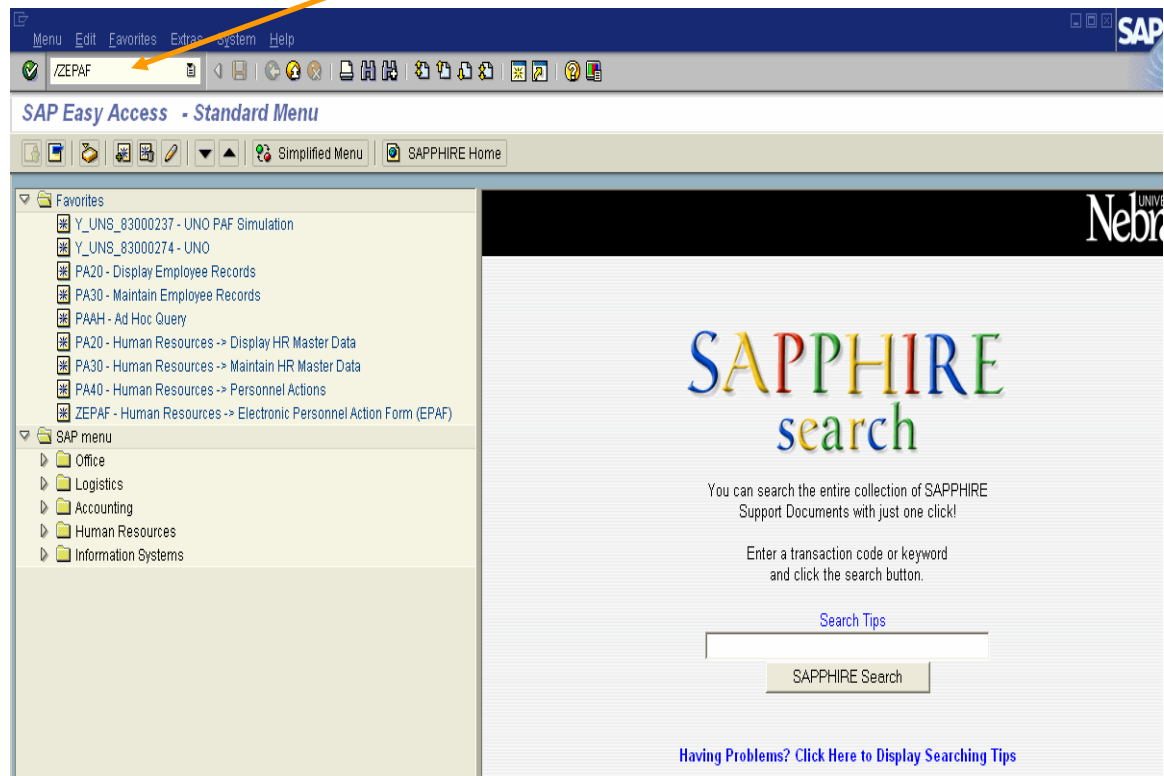 Menu Edit Favorites Extras System Help
SAP
/ZEPAF
SAP Easy Access - Standard Menu
Simplified Menu SAPPHIRE Home
Favorites
Y_UNS_83000237 - UNO PAF Simulation
Y_UNS_83000274 - UNO
PA20 - Display Employee Records
PA30 - Maintain Employee Records
PAAH - Ad Hoc Query
PA20 - Human Resources -> Display HR Master Data
PA30 - Human Resources -> Maintain HR Master Data
PA40 - Human Resources -> Personnel Actions
ZEPAF - Human Resources -> Electronic Personnel Action Form (EPAF)
SAP menu
Office
Logistics
Accounting
Human Resources
Information Systems
UNIVE
Nebra
SAPPHIRE
search
You can search the entire collection of SAPPHIRE
Support Documents with just one click!
Enter a transaction code or keyword
and click the search button.
Search Tips
SAPPHIRE Search
Having Problems? Click Here to Display Searching Tips